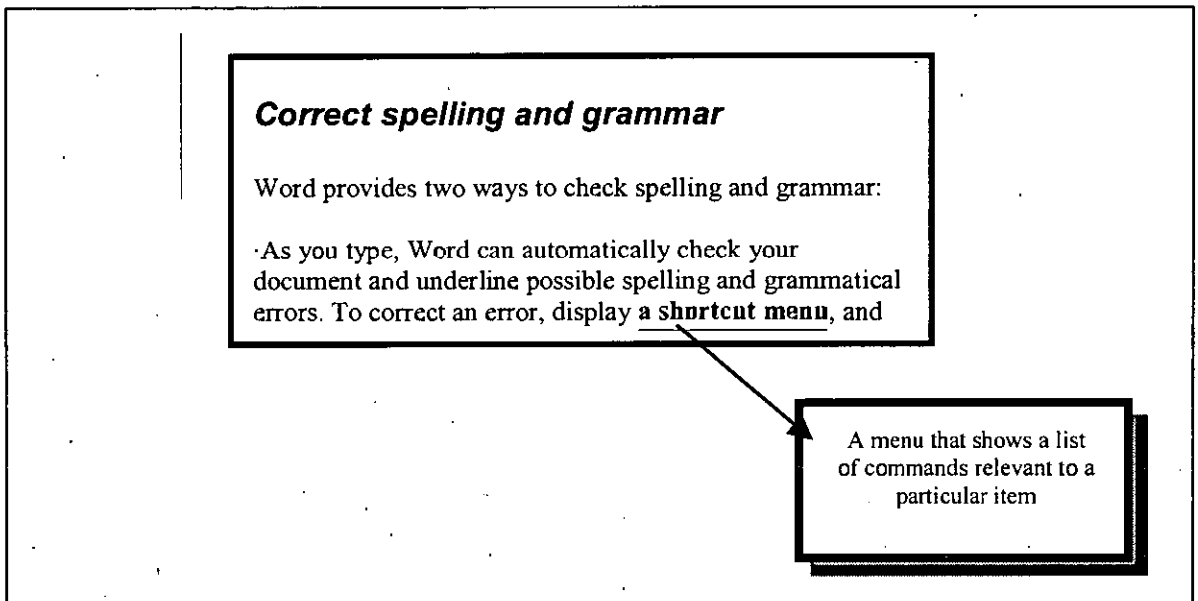 Correct spelling and grammar
Word provides two ways to check spelling and grammar:
·As you type, Word can automatically check your
document and underline possible spelling and grammatical
errors. To correct an error, display a shortcut menu, and
A menu that shows a list
of commands relevant to a
particular item